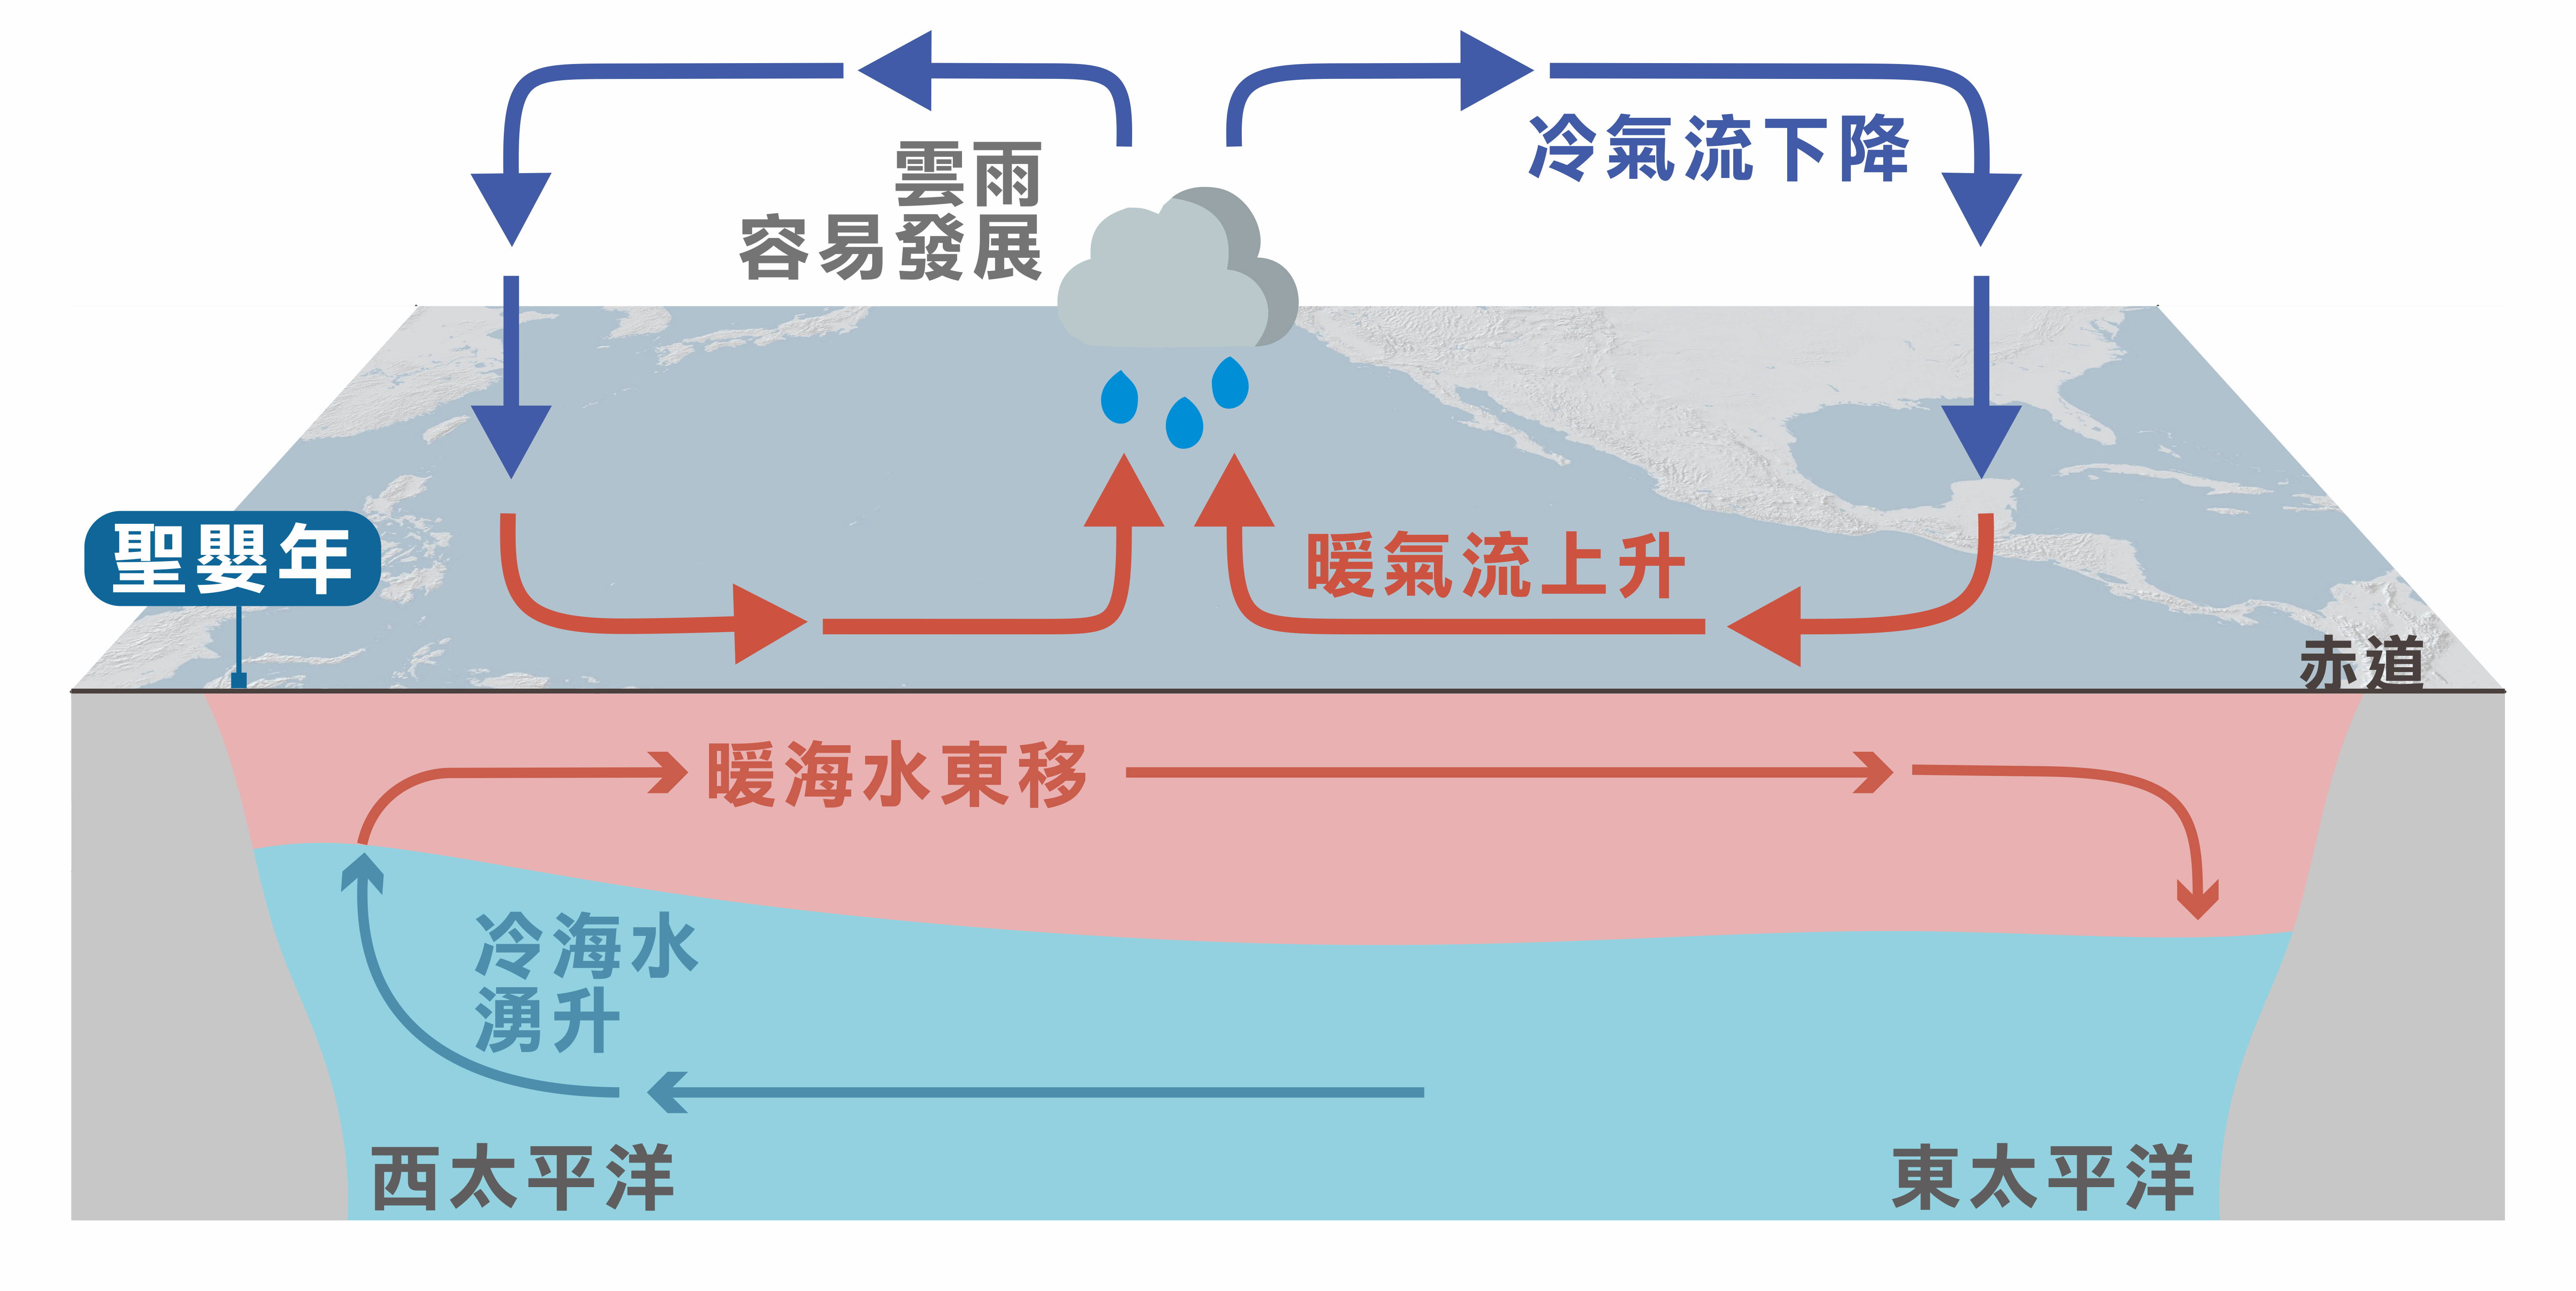 冷氣流下降
雲雨
容易發展
聖嬰年
暖氣流上升
赤道
暖海水東移
冷海水
湧升
西太平洋
東太平洋